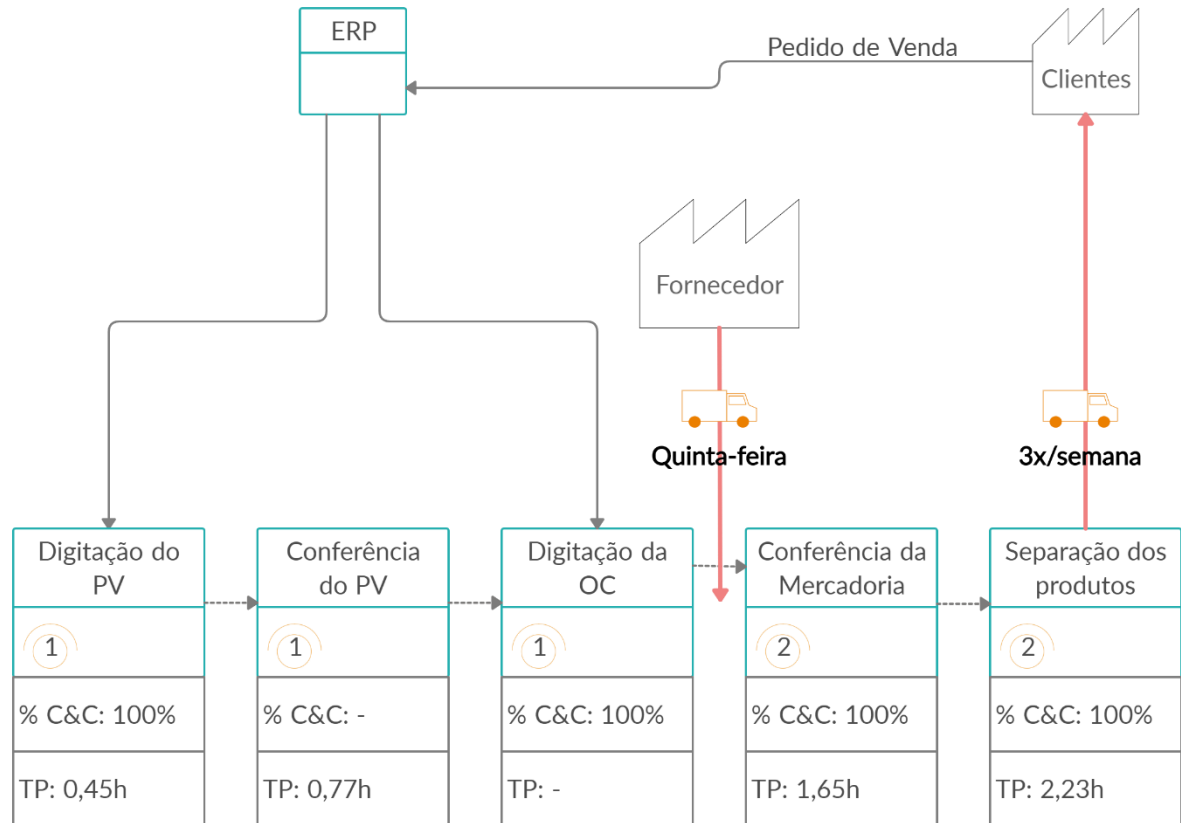 ERP
Pedido de Venda
Clientes
Fornecedor
Quinta-feira
3x/semana
Digitação do
PV
1
% C&C: 100%
TP: 0,45h
Conferência
do PV
1
% C&C: -
TP: 0,77h
Digitação da
OC
1
% C&C: 100%
TP: -
Conferência da
Mercadoria
2
% C&C: 100%
TP: 1,65h
Separação dos
produtos
2
% C&C: 100%
TP: 2,23h